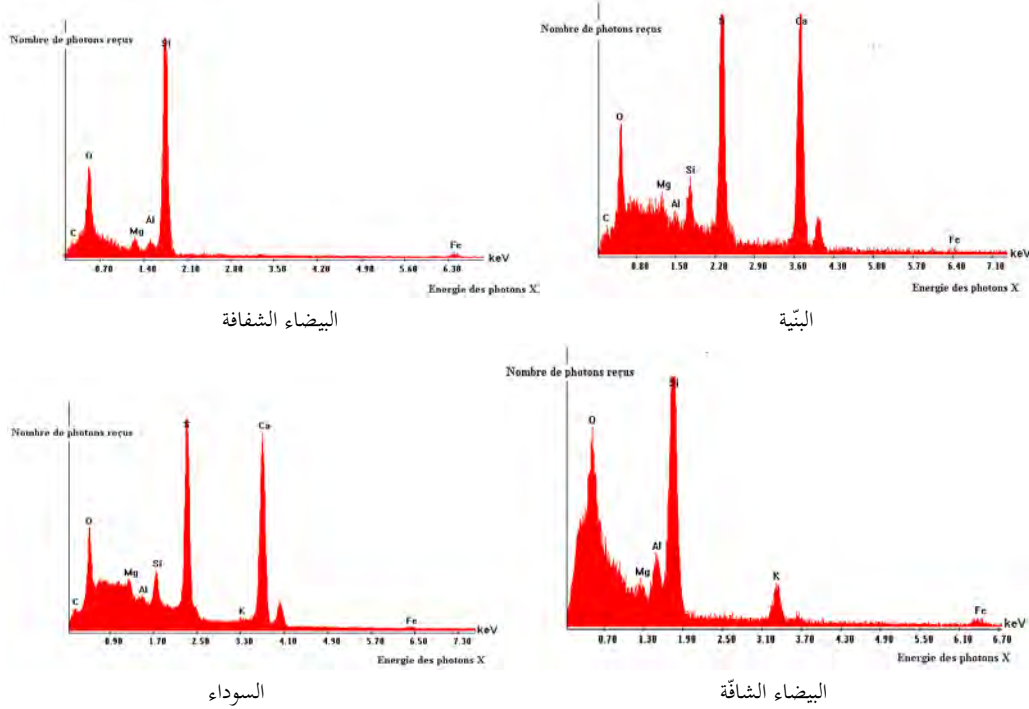 Nombre de photons reçus
Si
O
C
Mg
Al
Fe
keV
0.70 1.40 2.10 2.80 3.50 4.20 4.90 5.60 6.30
Energie des photons X
البيضاء الشفافة
Nombre de photons reçus
S
Ca
O
C
Mg
Al
Si
Fe
keV
0.80 1.50 2.20 2.90 3.60 4.30 5.00 5.70 6.40 7.10
Energie des photons X
البنّية
Nombre de photons reçus
S
Ca
O
C
Mg
Al
Si
K
Fe
keV
0.90 1.70 2.50 3.30 4.10 4.90 5.70 6.50 7.30
Energie des photons X
السوداء
Nombre de photons reçus
Si
O
Mg
Al
K
Fe
keV
0.70 1.30 1.90 2.50 3.10 3.70 4.30 4.90 5.50 6.10 6.70
Energie des photons X
البيضاء الشافّة